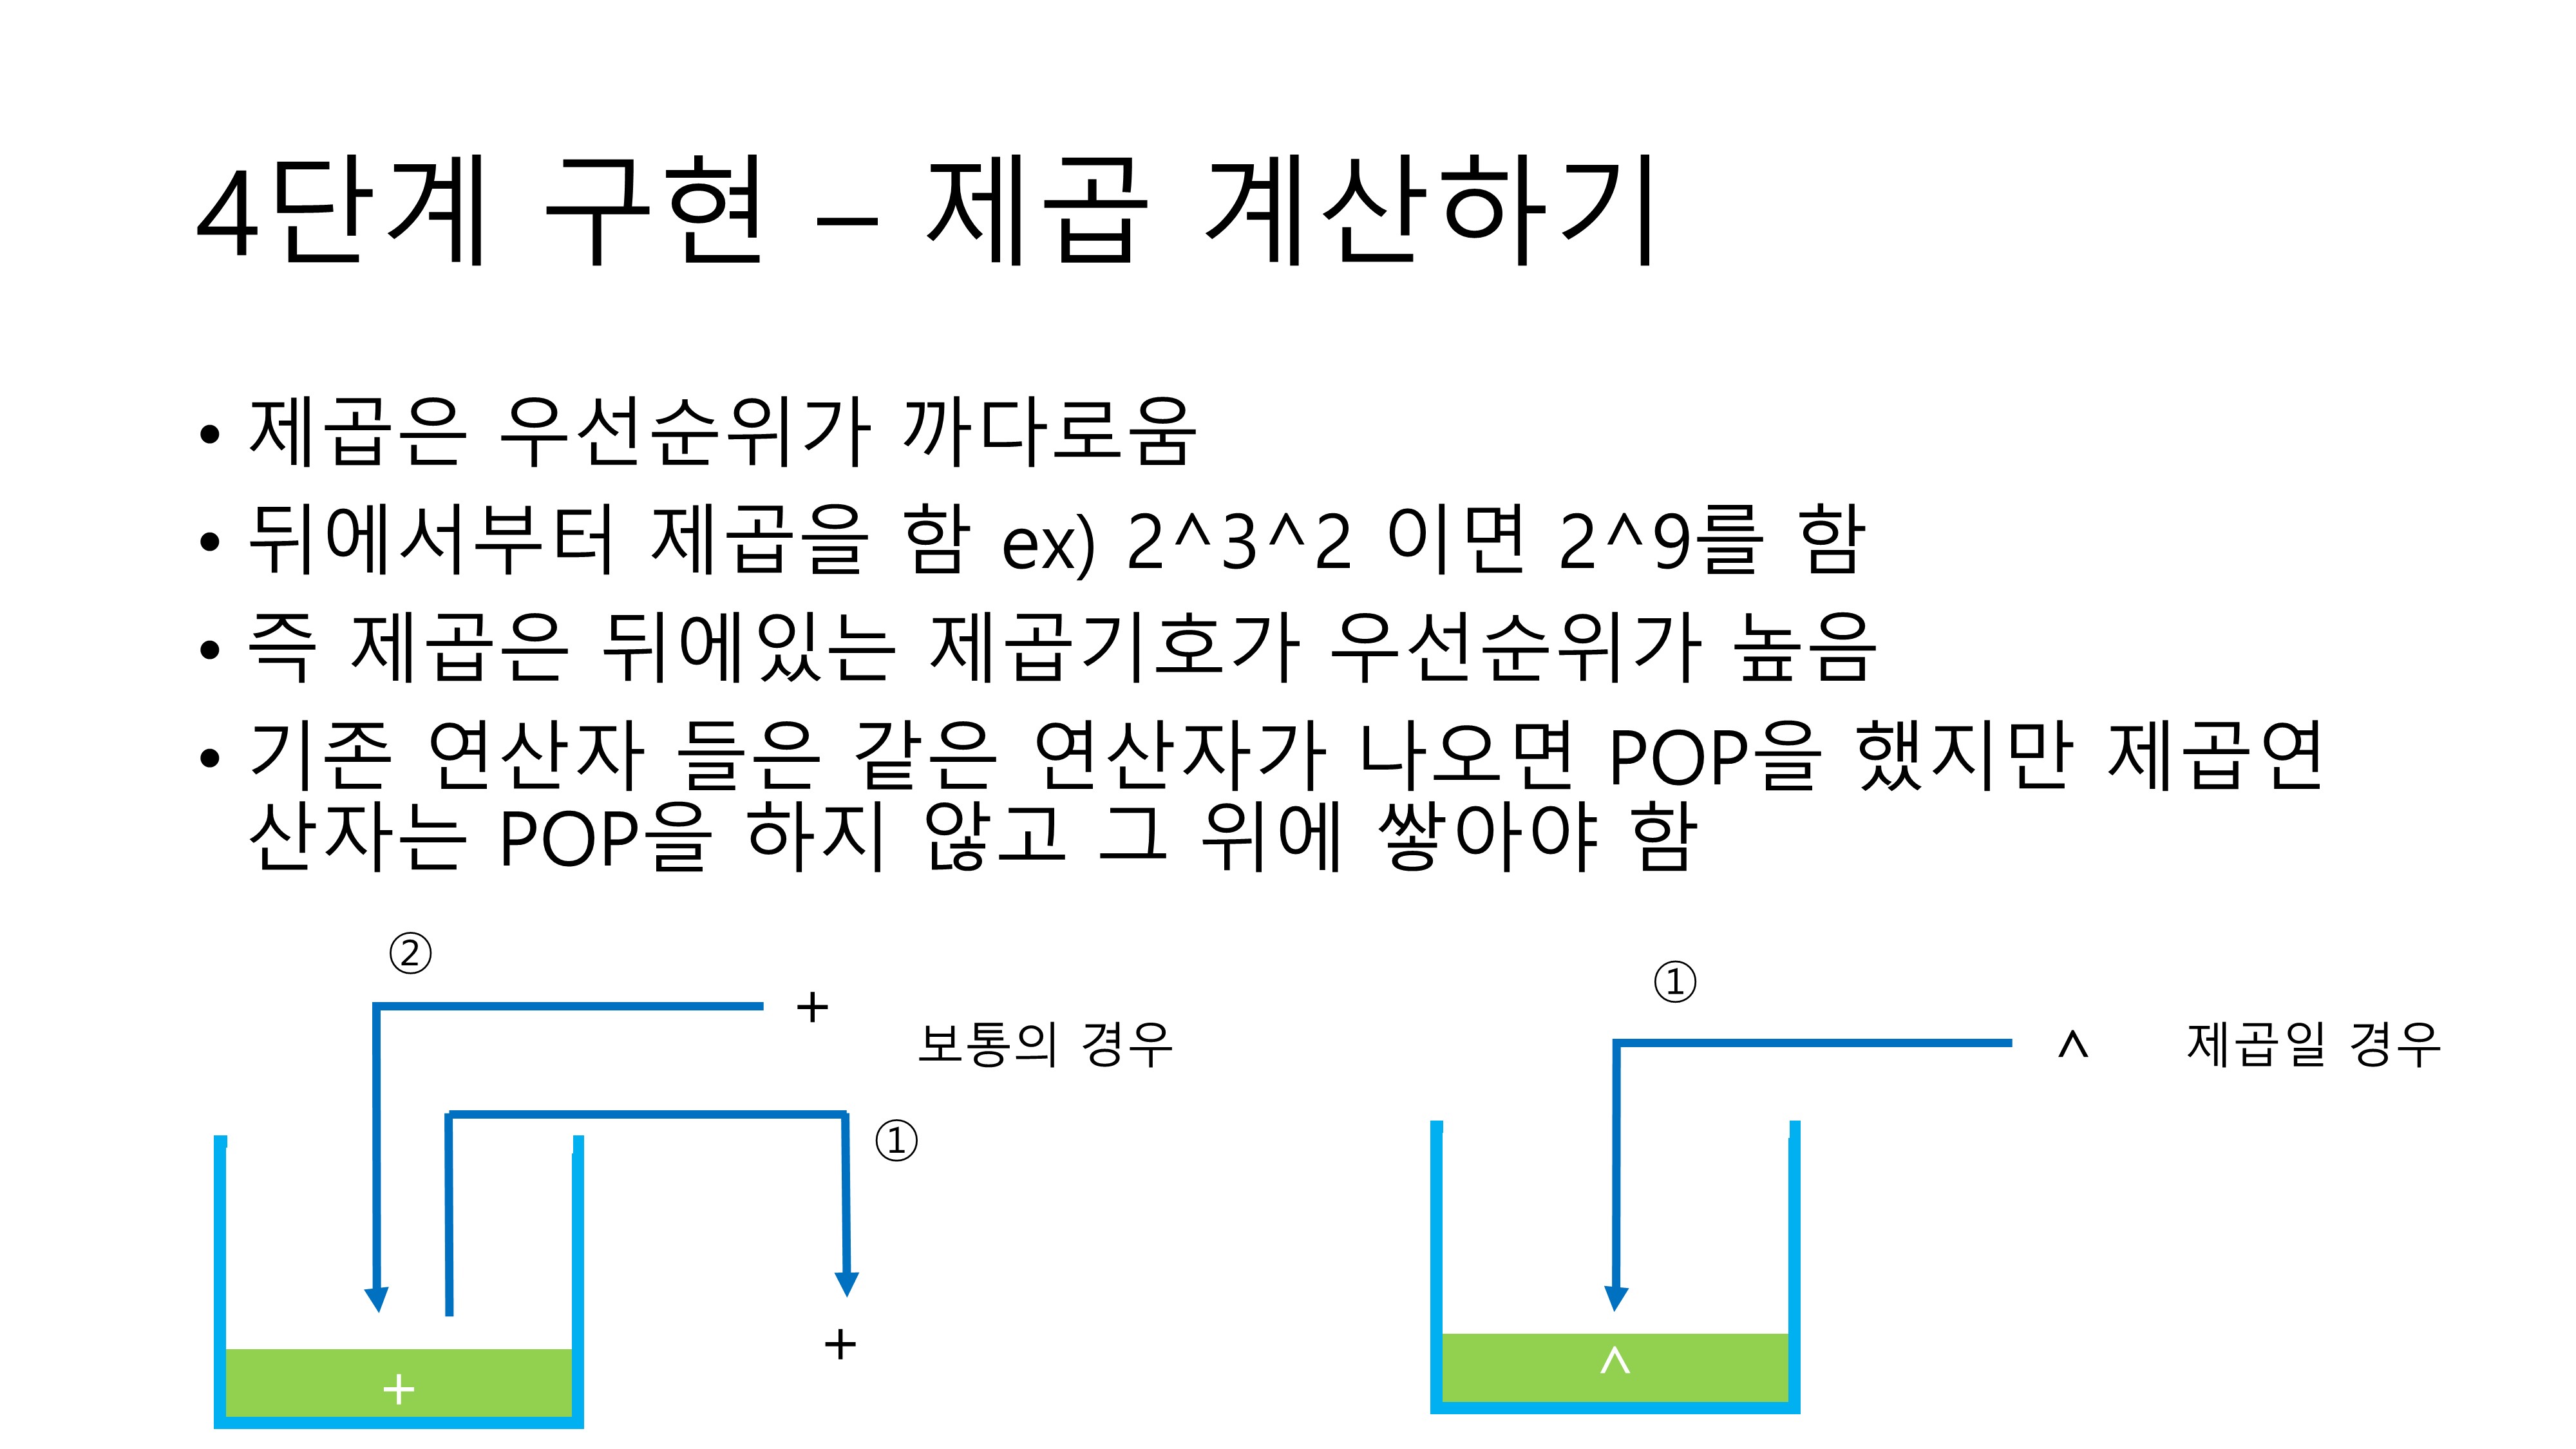 4단계 구현 – 제곱 계산하기
• 제곱은 우선순위가 까다로움
• 뒤에서부터 제곱을 함 ex) 2^3^2 이면 2^9를 함
• 즉 제곱은 뒤에있는 제곱기호가 우선순위가 높음
• 기존 연산자 들은 같은 연산자가 나오면 POP을 했지만 제곱연
산자는 POP을 하지 않고 그 위에 쌓아야 함
②
+
보통의 경우
①
+
+
①
^
제곱일 경우
^